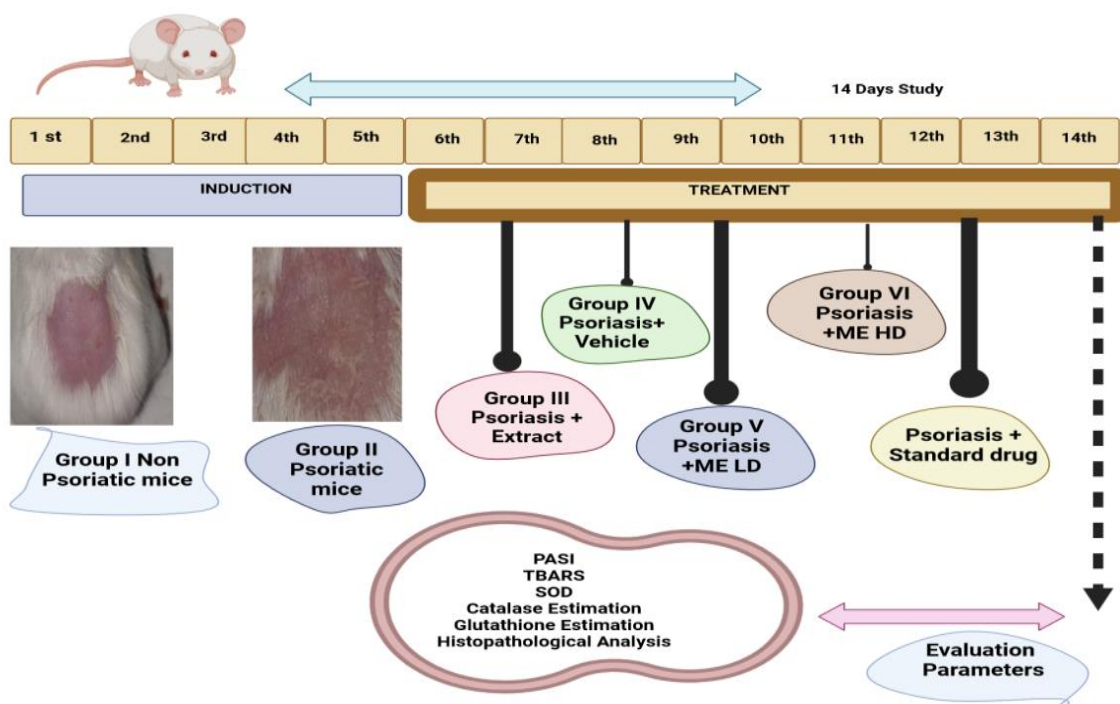 14 Days Study
1 st 2nd 3rd 4th 5th 6th 7th 8th 9th 10th 11th 12th 13th 14th
INDUCTION
TREATMENT
Group I Non
Psoriatic mice
Group II
Psoriatic
mice
Group III
Psoriasis +
Extract
Group IV
Psoriasis+
Vehicle
Group V
Psoriasis
+ME LD
Group VI
Psoriasis
+ME HD
Psoriasis +
Standard drug
PASI
TBARS
SOD
Catalase Estimation
Glutathione Estimation
Histopathological Analysis
Evaluation
Parameters